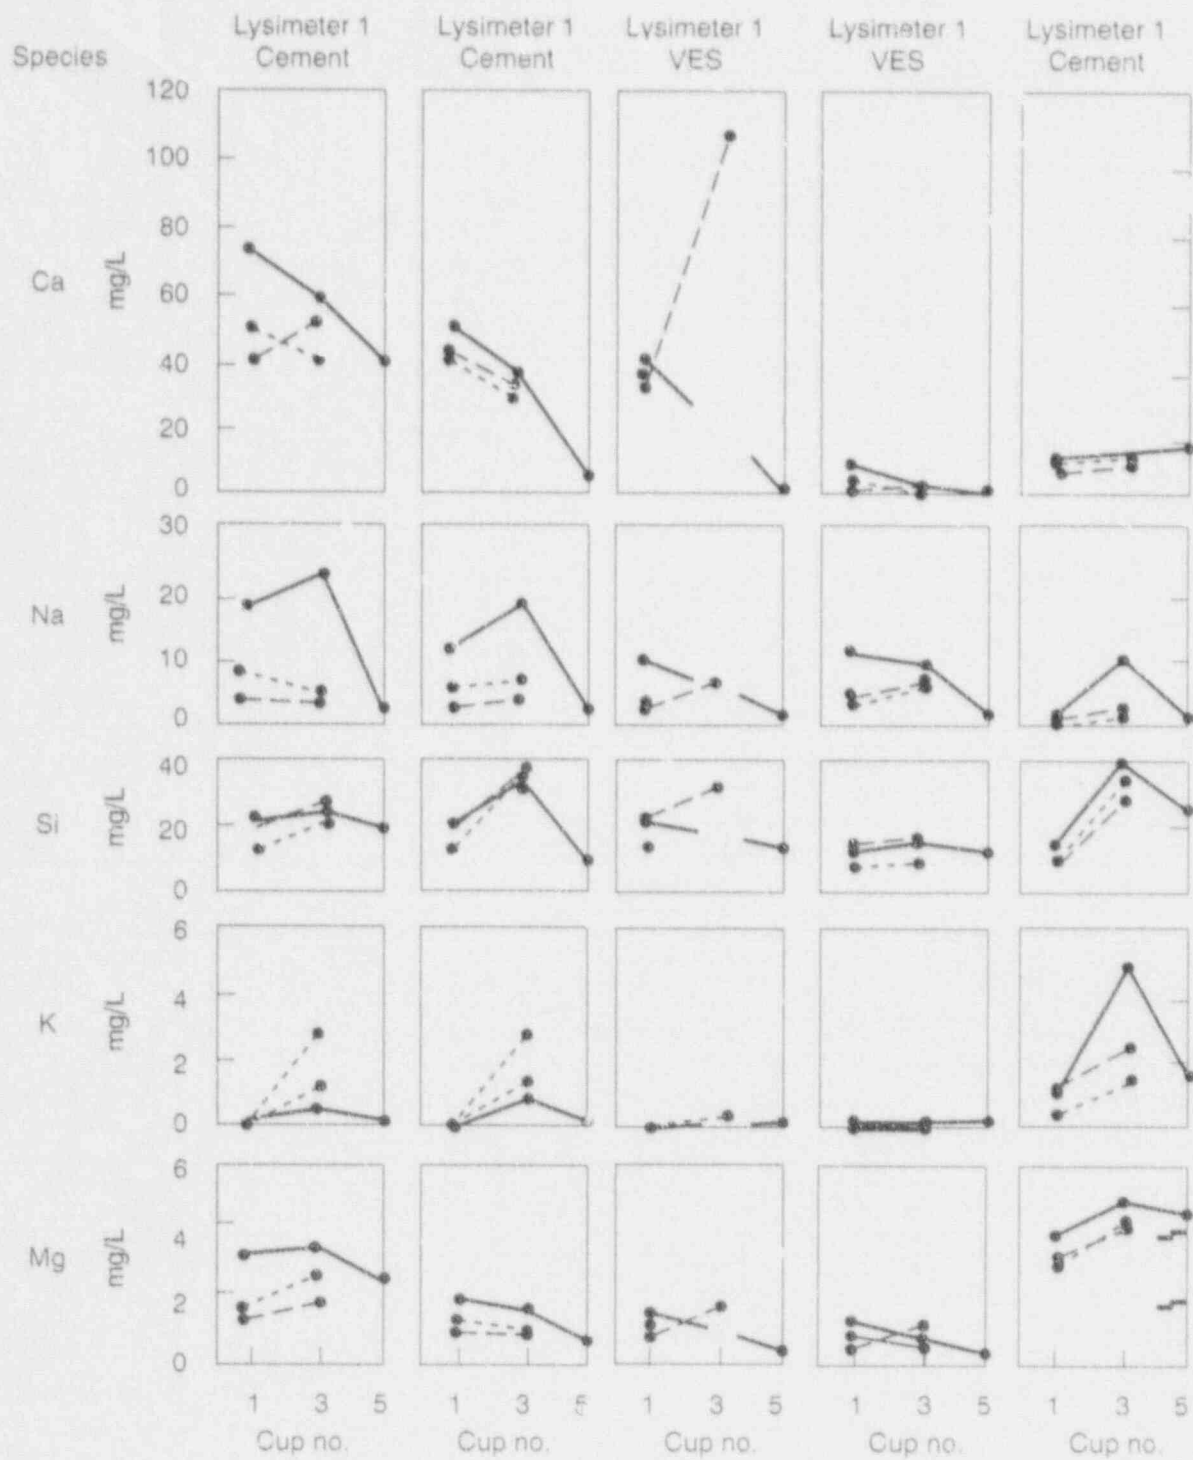 Lysimeter 1 Lysimeter 1 Lysimeter 1 Lysimeter 1 Lysimeter 1
Species Cement Cement VES VES Cement
120
100
80
Ca mg/L 60
40
20
0
30
Na mg/L 20
10
0
40
Si mg/L 20
0
6
K mg/L 4
2
0
6
Mg mg/L 4
2
0
1 3 5 1 3 5 1 3 5 1 3 5 1 3 5
Cup no. Cup no. Cup no. Cup no. Cup no.